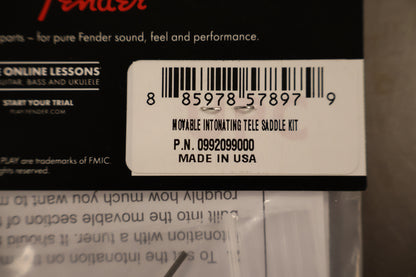 Fender
parts – for pure Fender sound, feel and performance.
ONLINE LESSONS
GUITAR, BASS AND UKULELE
START YOUR TRIAL
PLAY.FENDER.COM
8 85978 57897 9
MOVABLE INTONATING TELE SADDLE KIT
P.N. 0992099000
MADE IN USA
PLAY are trademarks of FMIC
ts reserved.
roughly how much you want to m
built into the movable section of
tonation with a tuner. It should
To set the intonation on the m